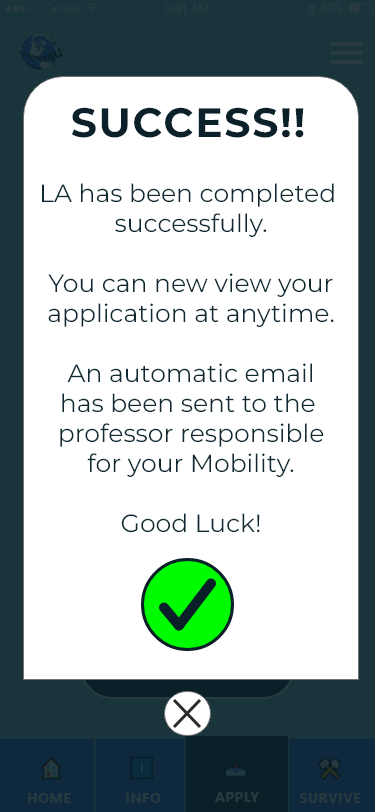 Carrier 9:41 AM 42%
SUCCESS!!
LA has been completed
successfully.
You can new view your
application at anytime.
An automatic email
has been sent to the
professor responsible
for your Mobility.
Good Luck!
HOME INFO APPLY SURVIVE